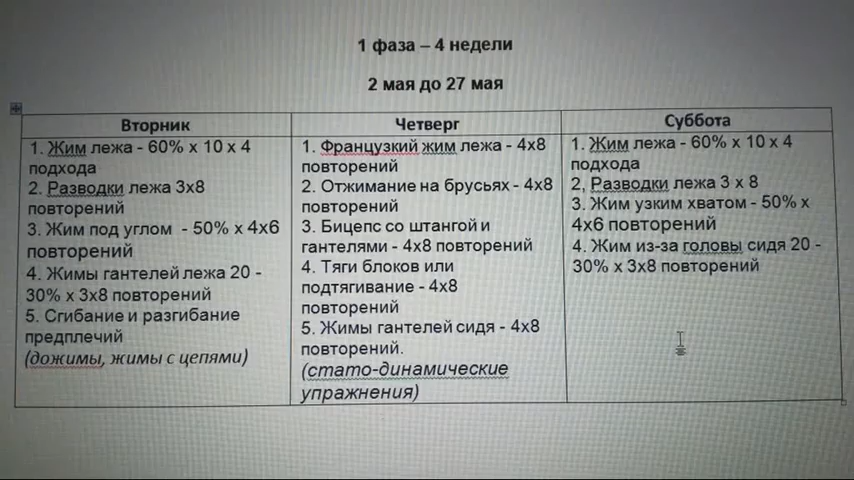 1 фаза – 4 недели
2 мая до 27 мая
Вторник
1. Жим лежа - 60% х 10 х 4
подхода
2. Разводки лежа 3х8
повторений
3. Жим под углом - 50% х 4х6
повторений
4. Жимы гантелей лежа 20 -
30% х 3х8 повторений
5. Сгибание и разгибание
предплечий
(дожимы, жимы с цепями)
Четверг
1. Французкий жим лежа - 4х8
повторений
2. Отжимание на брусьях - 4х8
повторений
3. Бицепс со штангой и
гантелями - 4х8 повторений
4. Тяги блоков или
подтягивание - 4х8
повторений
5. Жимы гантелей сидя - 4х8
повторений.
(стато-динамические
упражнения)
Суббота
1. Жим лежа - 60% х 10 х 4
подхода
2, Разводки лежа 3 х 8
3. Жим узким хватом - 50% х
4х6 повторений
4. Жим из-за головы сидя 20 -
30% х 3х8 повторений